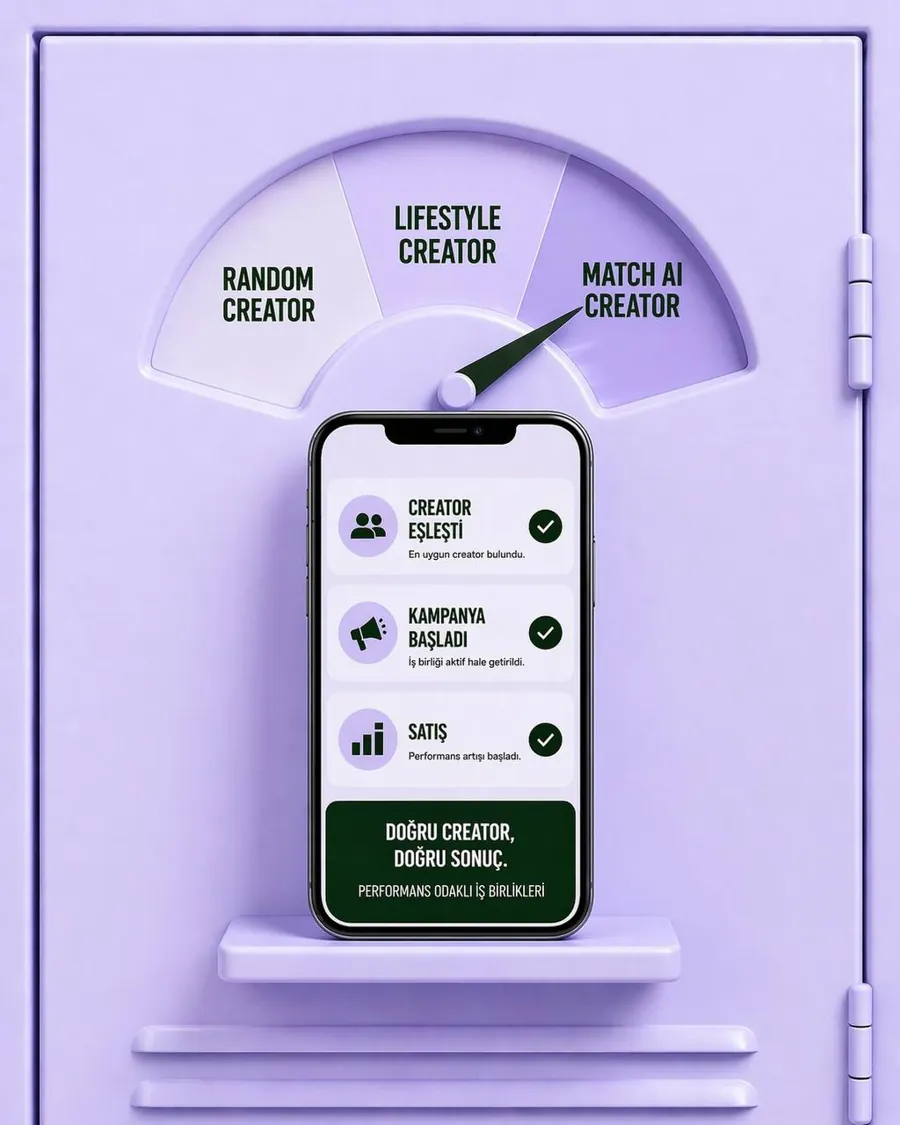 LIFESTYLE
CREATOR
RANDOM
CREATOR
MATCH AI
CREATOR
CREATOR
EŞLEŞTİ
En uygun creator bulundu.
KAMPANYA
BAŞLADI
İş birliği aktif hale getirildi.
SATIŞ
Performans artışı başladı.
DOĞRU CREATOR,
DOĞRU SONUÇ.
PERFORMANS ODAKLI İŞ BİRLİKLERİ